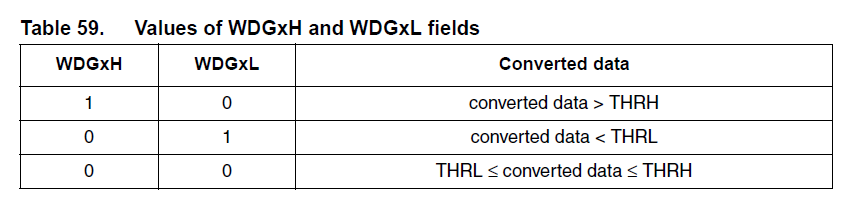 Table 59. Values of WDGxH and WDGxL fields
WDGxH WDGxL Converted data
1 0 converted data > THRH
0 1 converted data < THRL
0 0 THRL ≤ converted data ≤ THRH